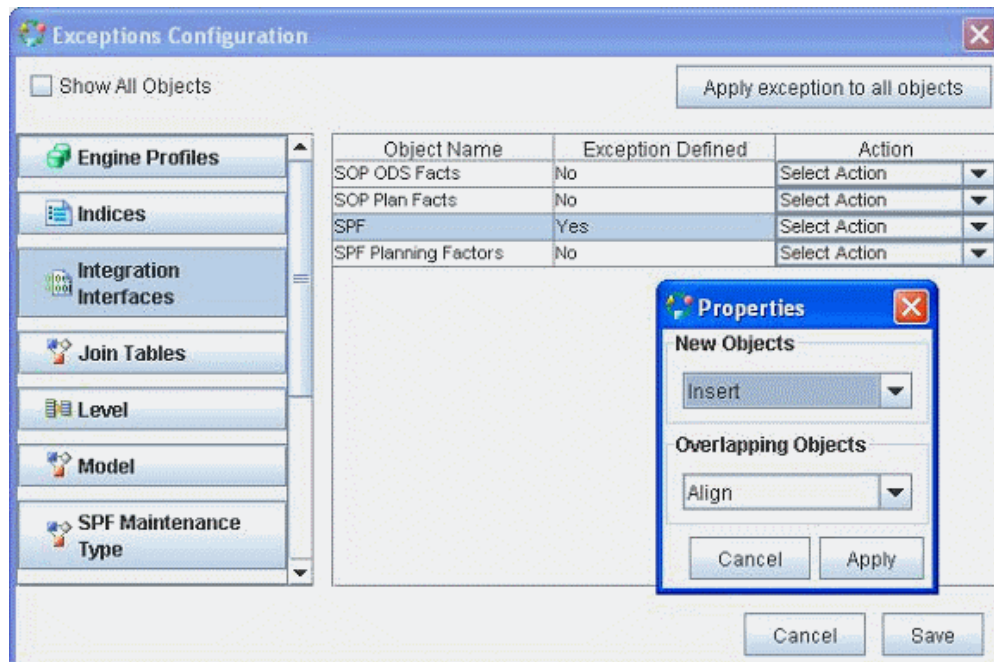 Exceptions Configuration
Show All Objects
Apply exception to all objects
Engine Profiles
Indices
Integration
Interfaces
Join Tables
Level
Model
SPF Maintenance
Type
Object Name Exception Defined Action
SOP ODS Facts No Select Action
SOP Plan Facts No Select Action
SPF Yes Select Action
SPF Planning Factors No Select Action
Properties
New Objects
Insert
Overlapping Objects
Align
Cancel Apply
Cancel Save